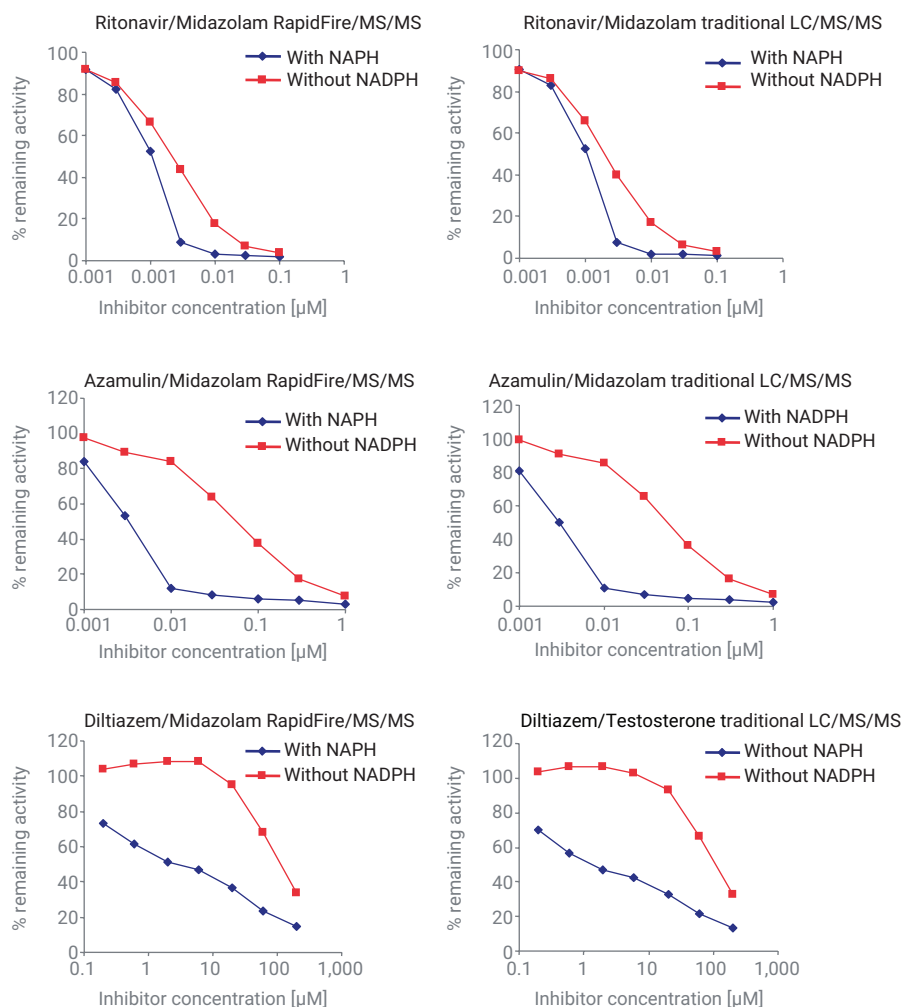 Ritonavir/Midazolam RapidFire/MS/MS
100
80
60
40
20
0
% remaining activity
With NAPH
Without NADPH
0.001 0.001 0.01 0.1 1
Inhibitor concentration [µM]
Ritonavir/Midazolam traditional LC/MS/MS
100
80
60
40
20
0
% remaining activity
With NAPH
Without NADPH
0.001 0.001 0.01 0.1 1
Inhibitor concentration [µM]
Azamulin/Midazolam RapidFire/MS/MS
120
100
80
60
40
20
0
% remaining activity
With NAPH
Without NADPH
0.001 0.01 0.1 1
Inhibitor concentration [µM]
Azamulin/Midazolam traditional LC/MS/MS
120
100
80
60
40
20
0
% remaining activity
With NADPH
Without NADPH
0.001 0.01 0.1 1
Inhibitor concentration [µM]
Diltiazem/Midazolam RapidFire/MS/MS
120
100
80
60
40
20
0
% remaining activity
With NAPH
Without NADPH
0.1 1 10 100 1,000
Inhibitor concentration [µM]
Diltiazem/Testosterone traditional LC/MS/MS
120
100
80
60
40
20
0
% remaining activity
Without NAPH
Without NADPH
0.1 1 10 100 1,000
Inhibitor concentration [µM]